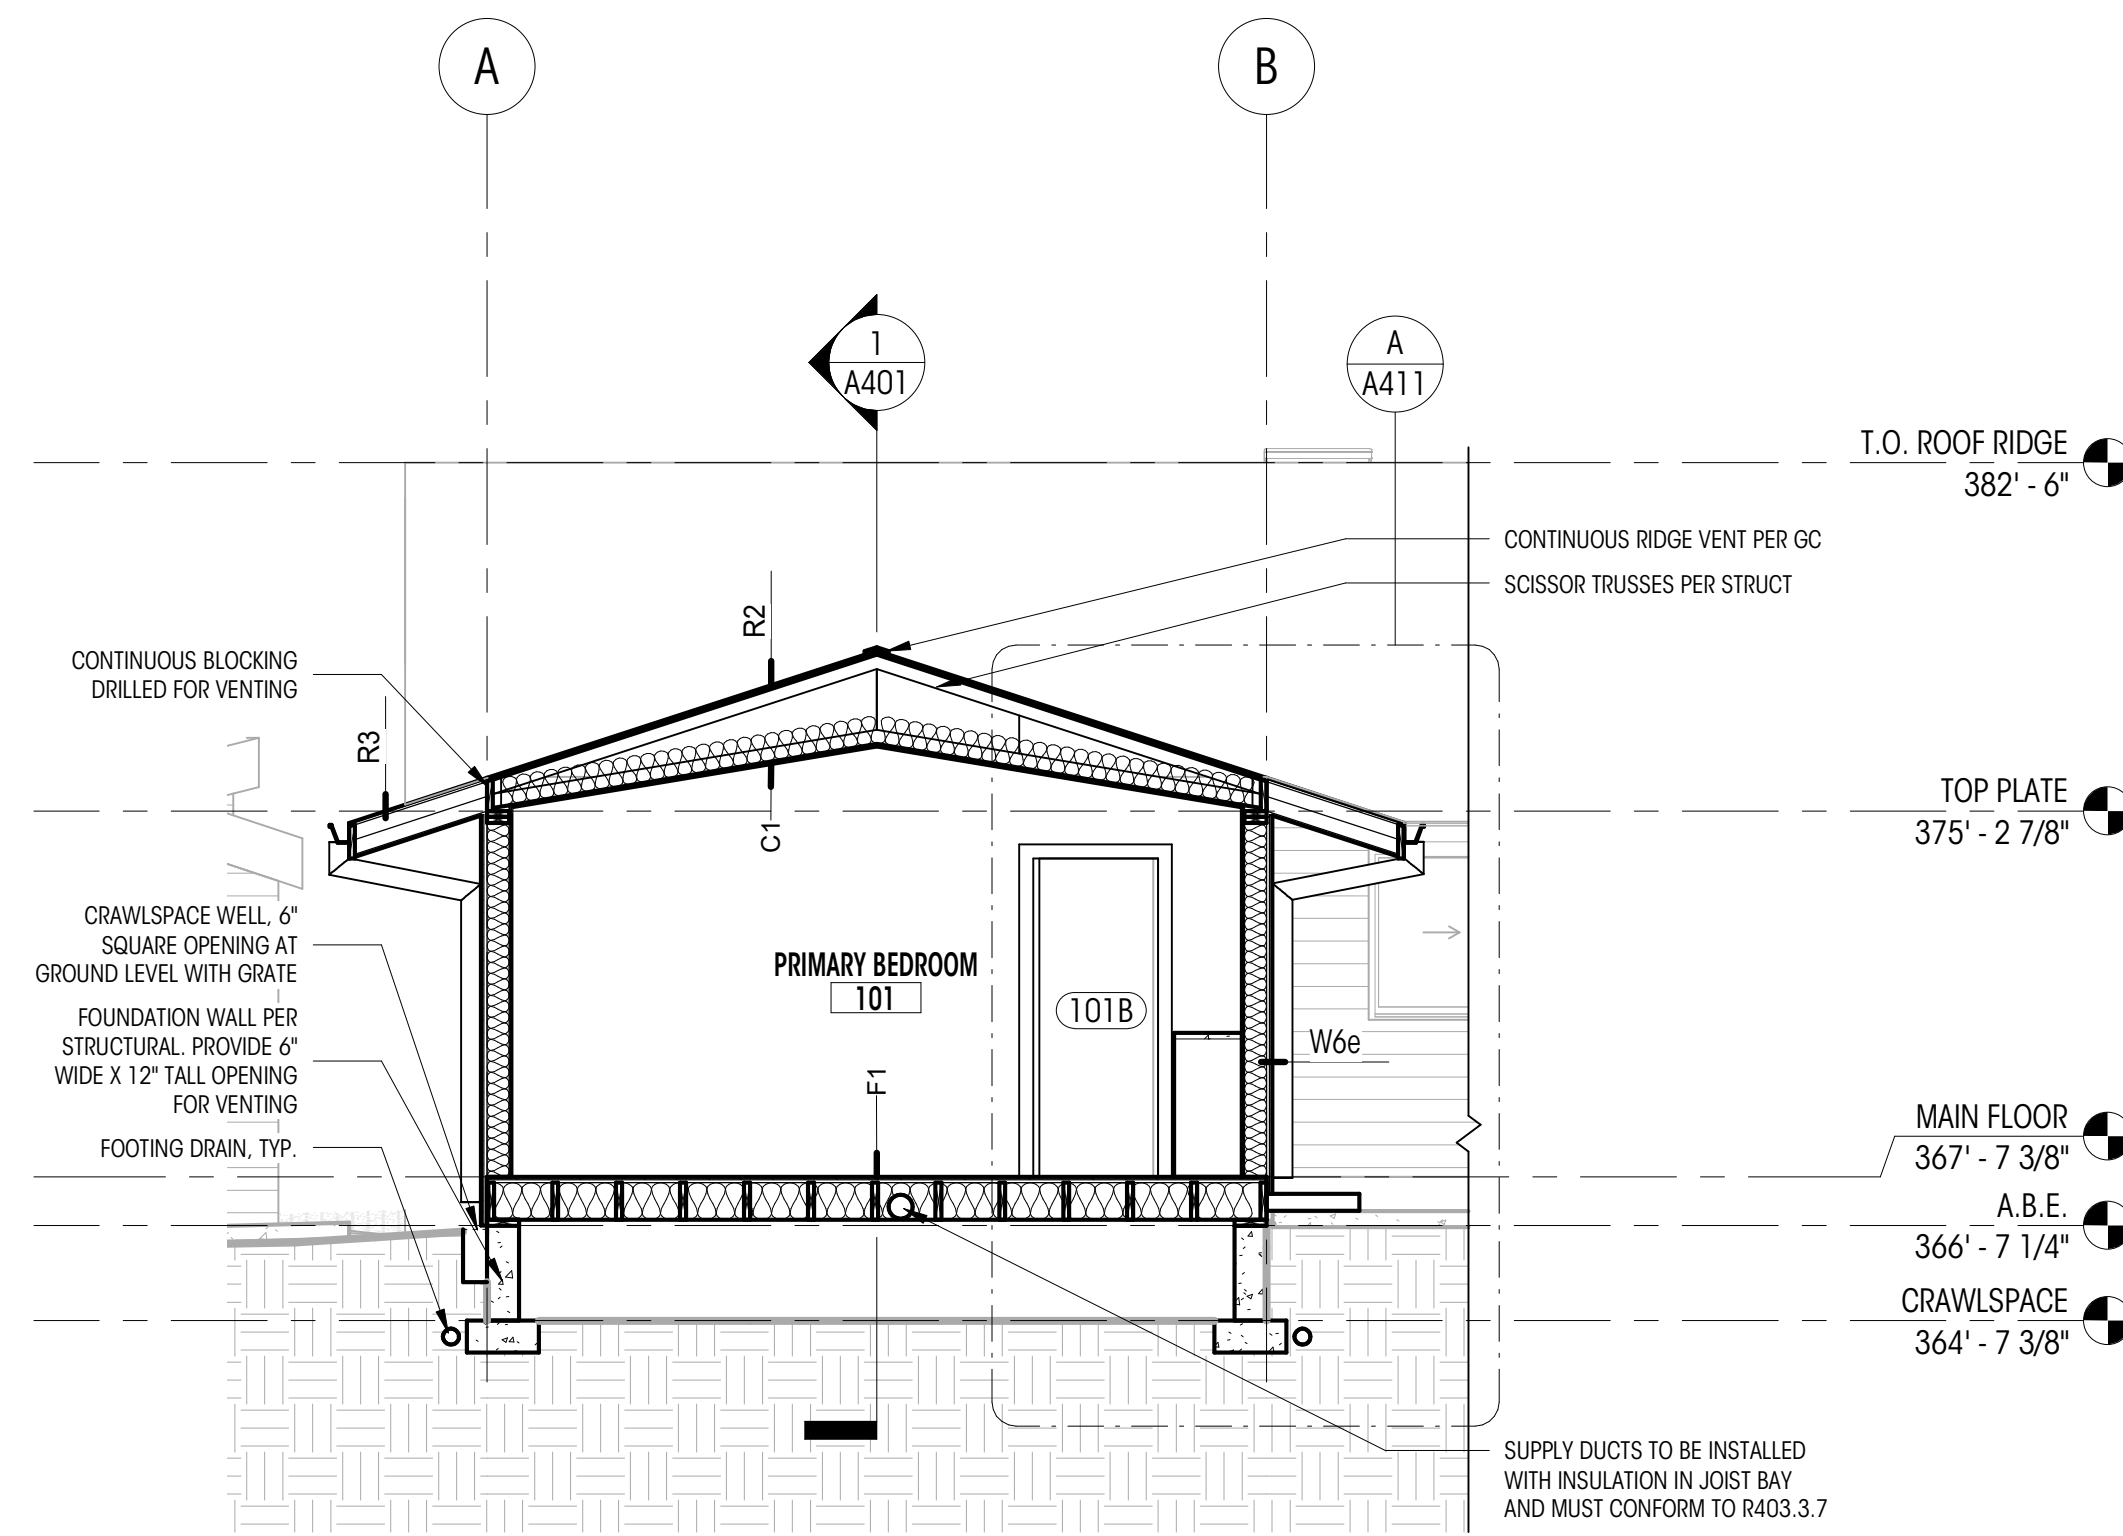 A
B
1
A401
A
A411
T.O. ROOF RIDGE
382' - 6"
CONTINUOUS RIDGE VENT PER GC
SCISSOR TRUSSES PER STRUCT
R2
CONTINUOUS BLOCKING
DRILLED FOR VENTING
R3
C1
TOP PLATE
375' - 2 7/8"
CRAWLSPACE WELL, 6"
SQUARE OPENING AT
GROUND LEVEL WITH GRATE
PRIMARY BEDROOM
101
101B
FOUNDATION WALL PER
STRUCTURAL. PROVIDE 6"
WIDE X 12" TALL OPENING
FOR VENTING
W6e
F1
FOOTING DRAIN, TYP.
MAIN FLOOR
367' - 7 3/8"
A.B.E.
366' - 7 1/4"
CRAWLSPACE
364' - 7 3/8"
SUPPLY DUCTS TO BE INSTALLED
WITH INSULATION IN JOIST BAY
AND MUST CONFORM TO R403.3.7